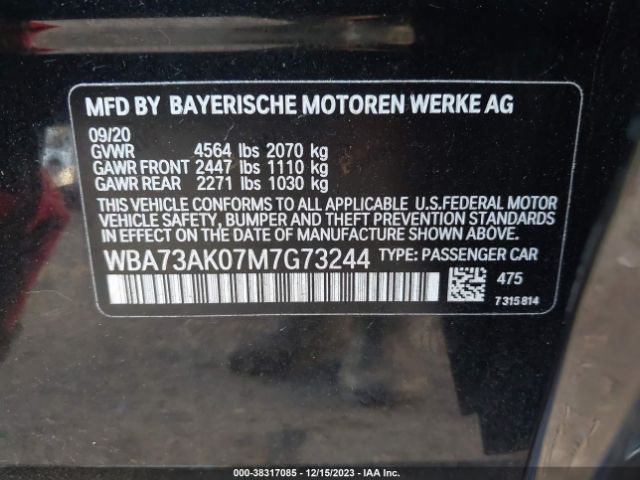 MFD BY BAYERISCHE MOTOREN WERKE AG
09/20
GVWR 4564 lbs 2070 kg
GAWR FRONT 2447 lbs 1110 kg
GAWR REAR 2271 lbs 1030 kg
THIS VEHICLE CONFORMS TO ALL APPLICABLE U.S.FEDERAL MOTOR
VEHICLE SAFETY, BUMPER AND THEFT PREVENTION STANDARDS
IN EFFECT ON THE DATE OF MANUFACTURE SHOWN ABOVE.
WBA73AK07M7G73244 TYPE: PASSENGER CAR
475
7315814
000-38317085 - 12/15/2023 - IAA Inc.